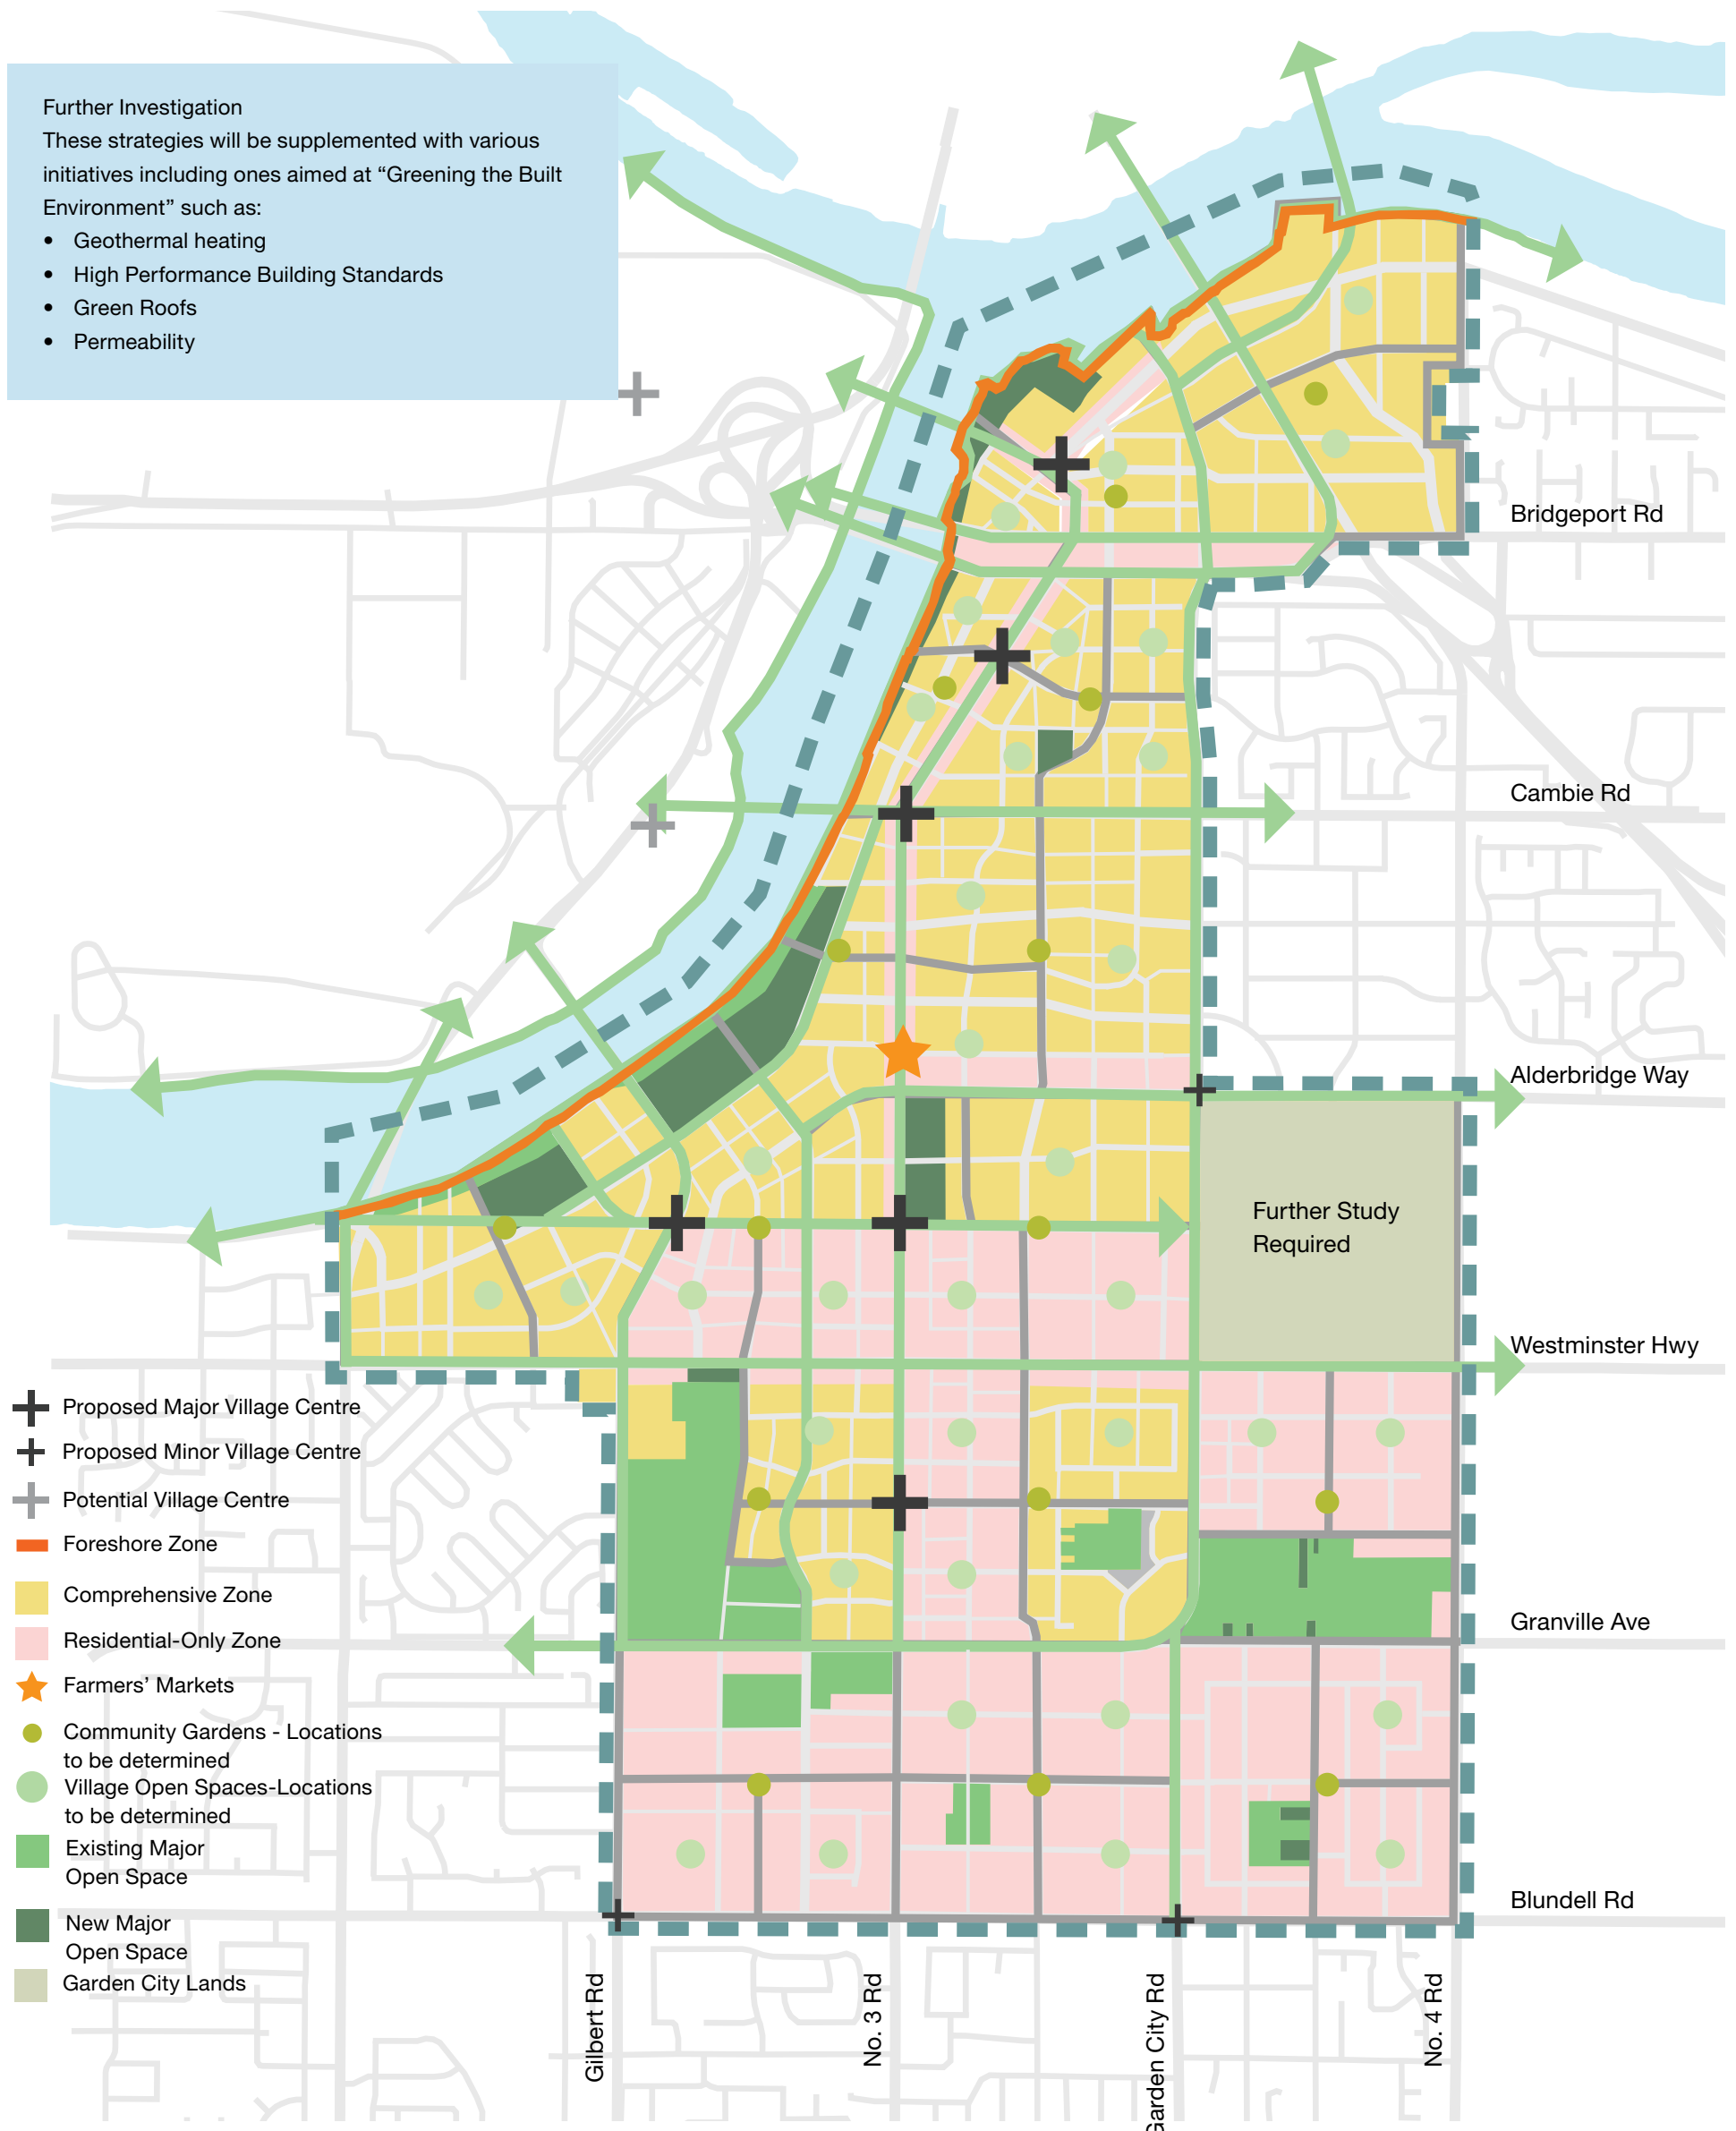 Further Investigation
These strategies will be supplemented with various
initiatives including ones aimed at “Greening the Built
Environment” such as:
• Geothermal heating
• High Performance Building Standards
• Green Roofs
• Permeability
Bridgeport Rd
Cambie Rd
Alderbridge Way
Further Study
Required
Westminster Hwy
Granville Ave
Blundell Rd
Proposed Major Village Centre
Proposed Minor Village Centre
Potential Village Centre
Foreshore Zone
Comprehensive Zone
Residential-Only Zone
Farmers’ Markets
Community Gardens - Locations
to be determined
Village Open Spaces-Locations
to be determined
Existing Major
Open Space
New Major
Open Space
Garden City Lands
Gilbert Rd
No. 3 Rd
Garden City Rd
No. 4 Rd